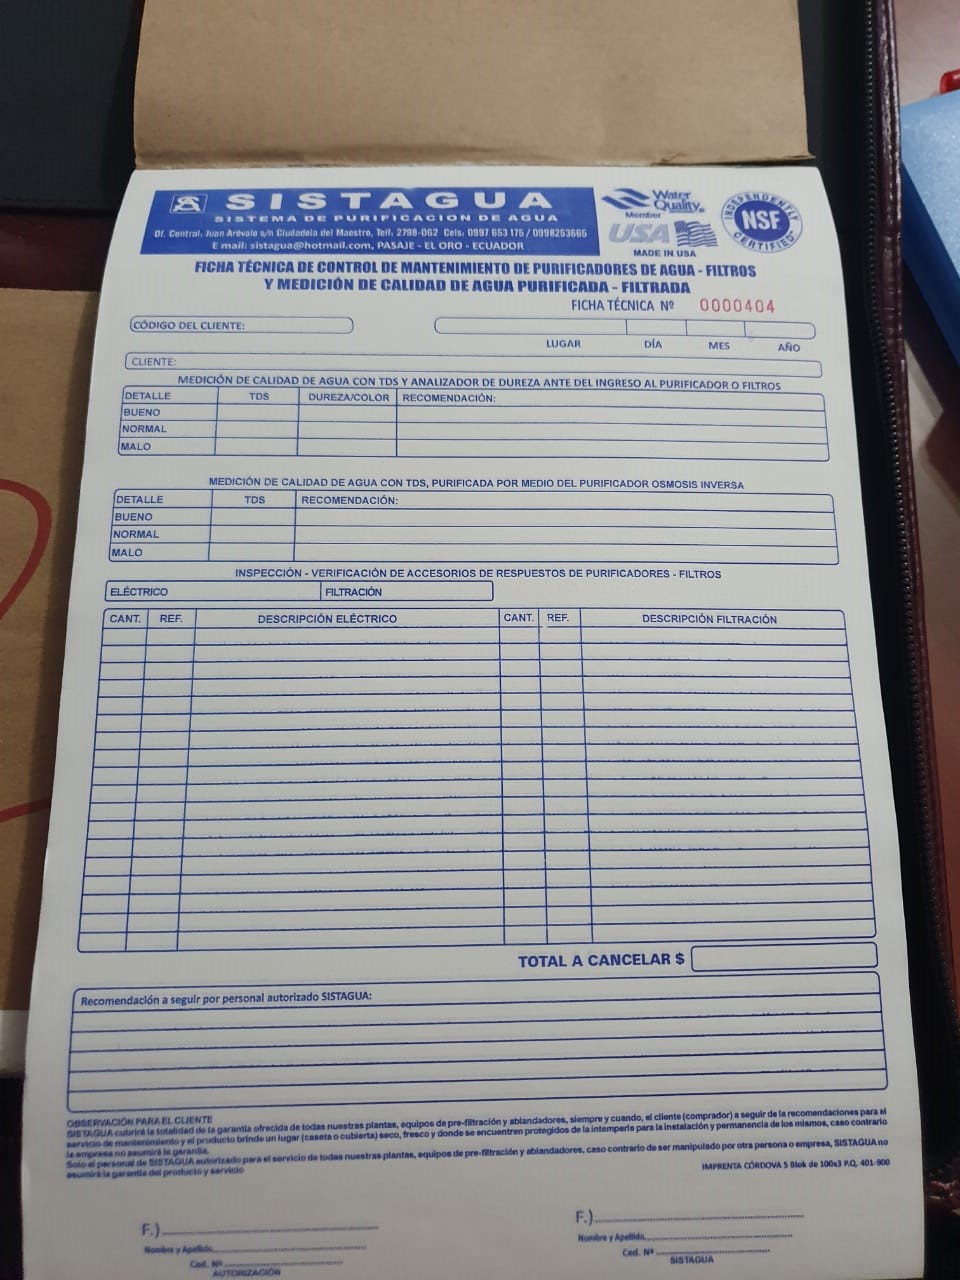 SISTAGUA
SISTEMA DE PURIFICACION DE AGUA
Of. Central, Juan Arévalo s/n Ciudadela del Maestro, Telf: 2798-062 Cels: 0997 653 175 / 0998253665
E mail: sistagua@hotmail.com, PASAJE - EL ORO - ECUADOR
Water
Quality
Member
USA
MADE IN USA
INDEPENDENTLY
NSF
CERTIFIED
FICHA TÉCNICA DE CONTROL DE MANTENIMIENTO DE PURIFICADORES DE AGUA - FILTROS
Y MEDICIÓN DE CALIDAD DE AGUA PURIFICADA - FILTRADA
FICHA TÉCNICA Nº 0000404
CÓDIGO DEL CLIENTE:
LUGAR DÍA MES AÑO
CLIENTE:
MEDICIÓN DE CALIDAD DE AGUA CON TDS Y ANALIZADOR DE DUREZA ANTE DEL INGRESO AL PURIFICADOR O FILTROS
DETALLE TDS DUREZA/COLOR RECOMENDACIÓN:
BUENO
NORMAL
MALO
MEDICIÓN DE CALIDAD DE AGUA CON TDS, PURIFICADA POR MEDIO DEL PURIFICADOR OSMOSIS INVERSA
DETALLE TDS RECOMENDACIÓN:
BUENO
NORMAL
MALO
INSPECCIÓN - VERIFICACIÓN DE ACCESORIOS DE RESPUESTOS DE PURIFICADORES - FILTROS
ELÉCTRICO FILTRACIÓN
CANT. REF. DESCRIPCIÓN ELÉCTRICO CANT. REF. DESCRIPCIÓN FILTRACIÓN
TOTAL A CANCELAR $
Recomendación a seguir por personal autorizado SISTAGUA:
OBSERVACIÓN PARA EL CLIENTE
SISTAGUA cubrirá la totalidad de la garantía ofrecida de todas nuestras plantas, equipos de pre-filtración y ablandadores, siempre y cuando, el cliente (comprador) a seguir de la recomendaciones para el
servicio de mantenimiento y el producto brinde un lugar (caseta o cubierta) seco, fresco y donde se encuentren protegidos de la intemperie para la instalación y permanencia de los mismos, caso contrario
la empresa no asumirá la garantía.
Solo el personal de SISTAGUA autorizado para el servicio de todas nuestras plantas, equipos de pre-filtración y ablandadores, caso contrario de ser manipulado por otra persona o empresa, SISTAGUA no
asumirá la garantía del producto y servicio
IMPRENTA CÓRDOVA 5 Blok de 100x3 P.Q. 401-900
F.) F.)
Nombre y Apellido Nombre y Apellido
Ced. Nº Ced. Nº
AUTORIZACIÓN SISTAGUA